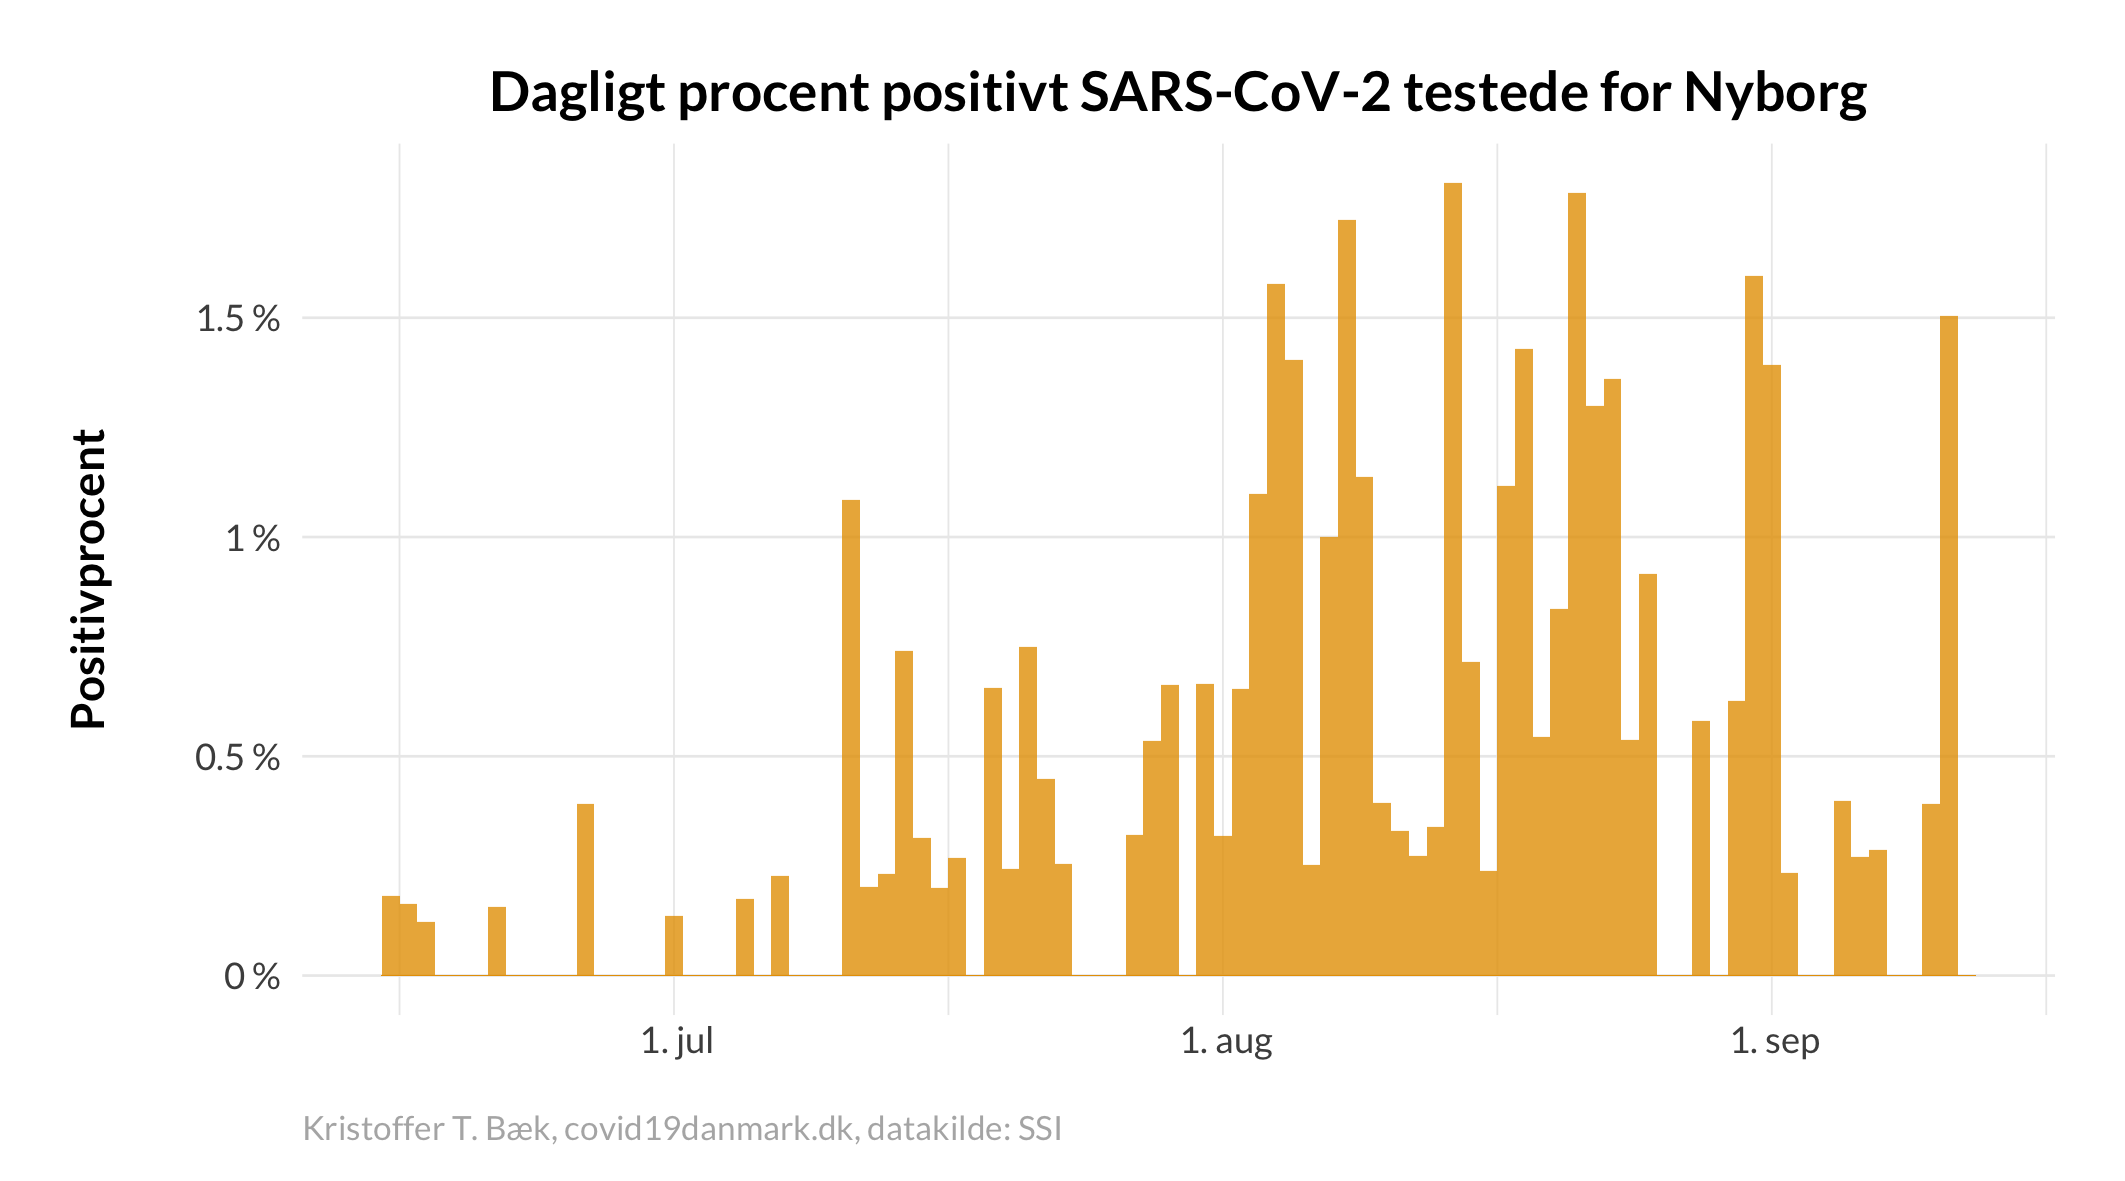 Dagligt procent positivt SARS-CoV-2 testede for Nyborg
Positivprocent
1.5 %
1 %
0.5 %
0 %
1. jul
1. aug
1. sep
Kristoffer T. Bæk, covid19danmark.dk, datakilde: SSI